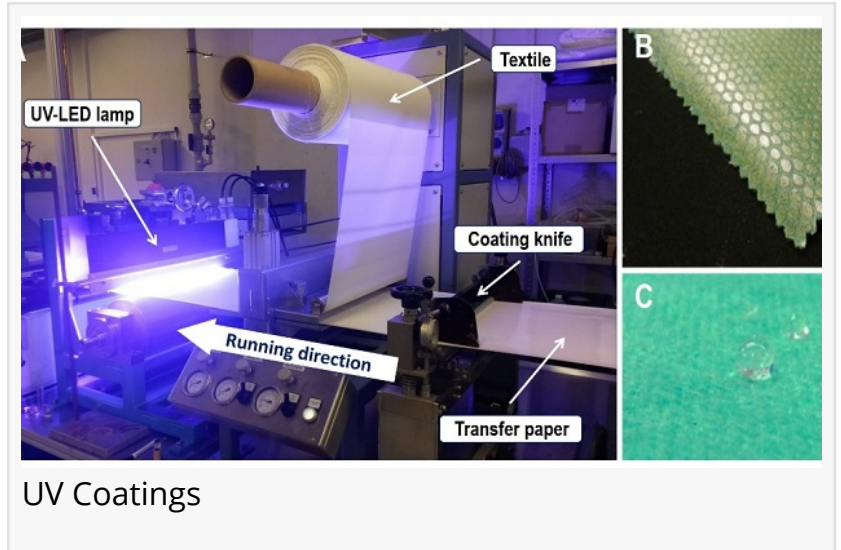 Textile
B
UV-LED lamp
Coating knife
C
Running direction
Transfer paper
UV Coatings